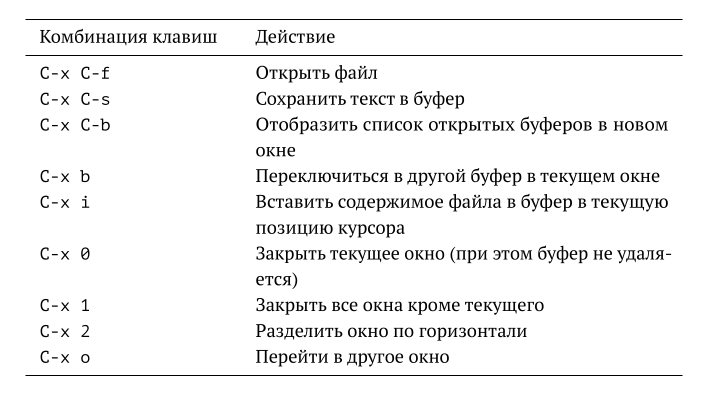 Комбинация клавиш Действие
C-x C-f Открыть файл
C-x C-s Сохранить текст в буфер
C-x C-b Отобразить список открытых буферов в новом
окне
C-x b Переключиться в другой буфер в текущем окне
C-x i Вставить содержимое файла в буфер в текущую
позицию курсора
C-x 0 Закрыть текущее окно (при этом буфер не удаля-
ется)
C-x 1 Закрыть все окна кроме текущего
C-x 2 Разделить окно по горизонтали
C-x o Перейти в другое окно